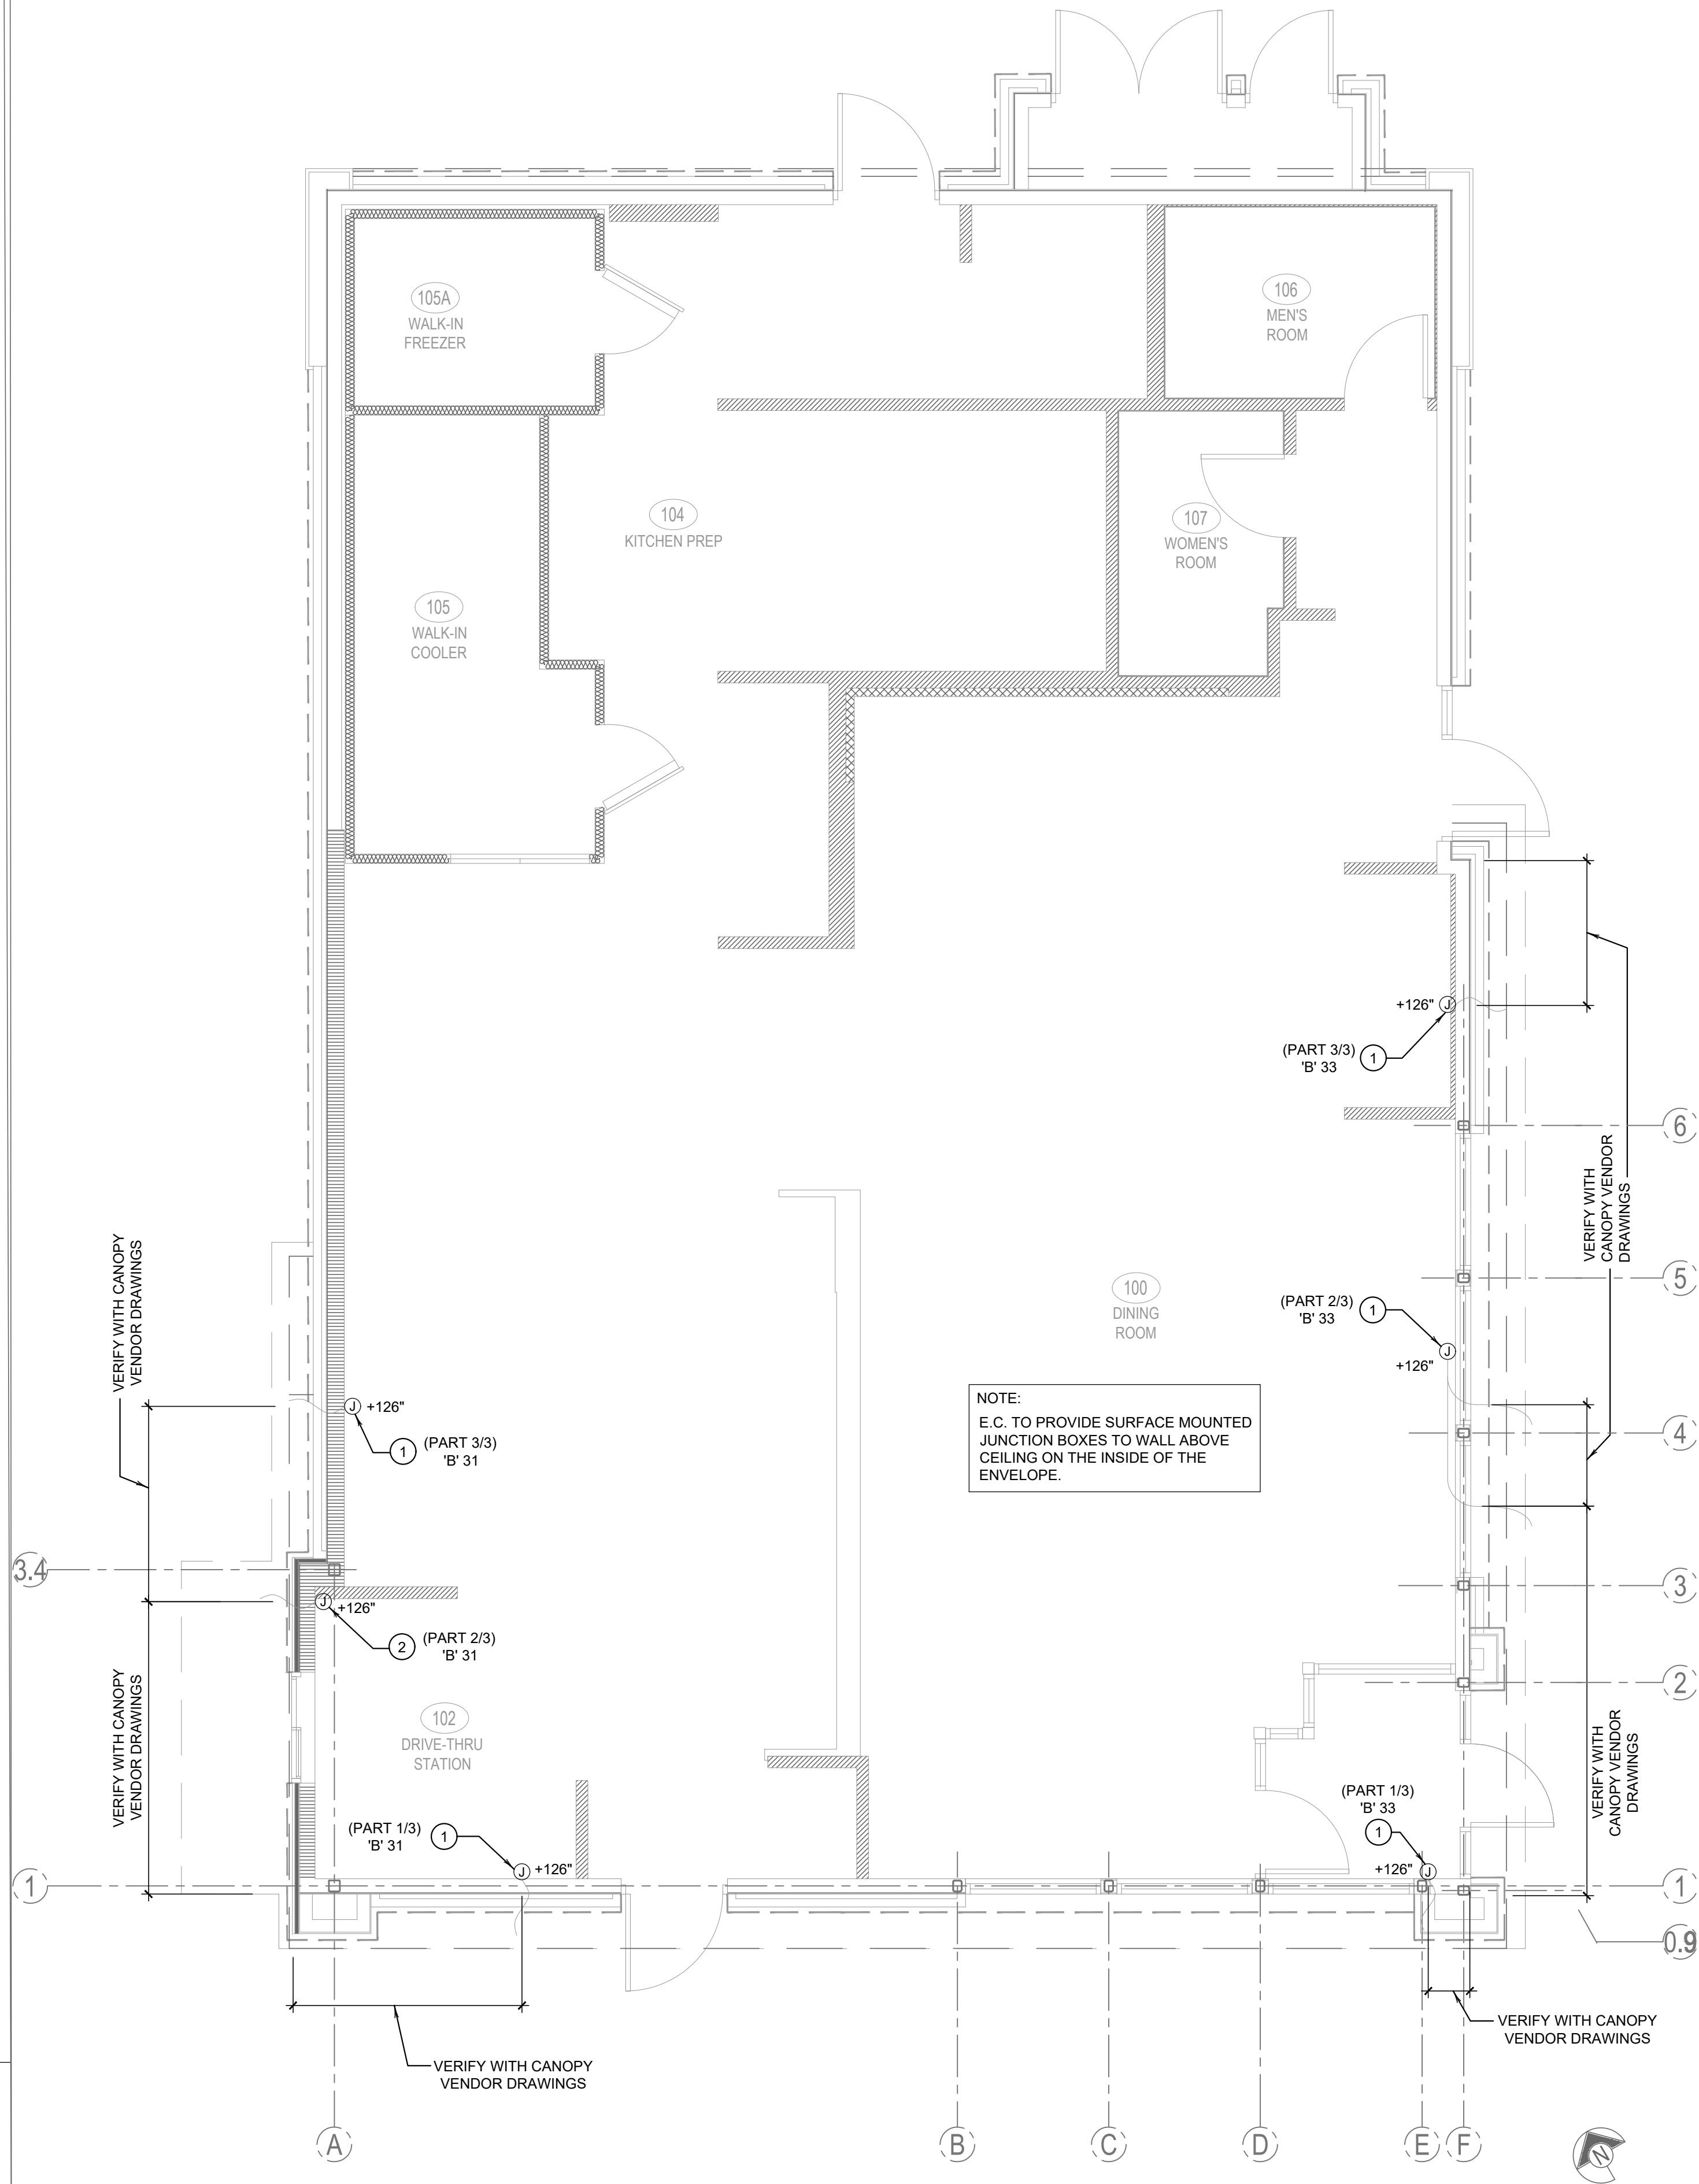 105A
WALK-IN
FREEZER
106
MEN'S
ROOM
104
KITCHEN PREP
107
WOMEN'S
ROOM
105
WALK-IN
COOLER
+126" J
(PART 3/3)
'B' 33
1
6
VERIFY WITH
CANOPY VENDOR
DRAWINGS
5
VERIFY WITH CANOPY
VENDOR DRAWINGS
100
DINING
ROOM
(PART 2/3)
'B' 33
1
J
+126"
NOTE:
E.C. TO PROVIDE SURFACE MOUNTED
JUNCTION BOXES TO WALL ABOVE
CEILING ON THE INSIDE OF THE
ENVELOPE.
J +126"
1
(PART 3/3)
'B' 31
4
3.4
3
J +126"
2
(PART 2/3)
'B' 31
2
VERIFY WITH CANOPY
VENDOR DRAWINGS
102
DRIVE-THRU
STATION
VERIFY WITH
CANOPY VENDOR
DRAWINGS
(PART 1/3)
'B' 31
1
J +126"
(PART 1/3)
'B' 33
1
+126" J
1
1
0.9
VERIFY WITH CANOPY
VENDOR DRAWINGS
VERIFY WITH CANOPY
VENDOR DRAWINGS
A
B
C
D
E
F
N